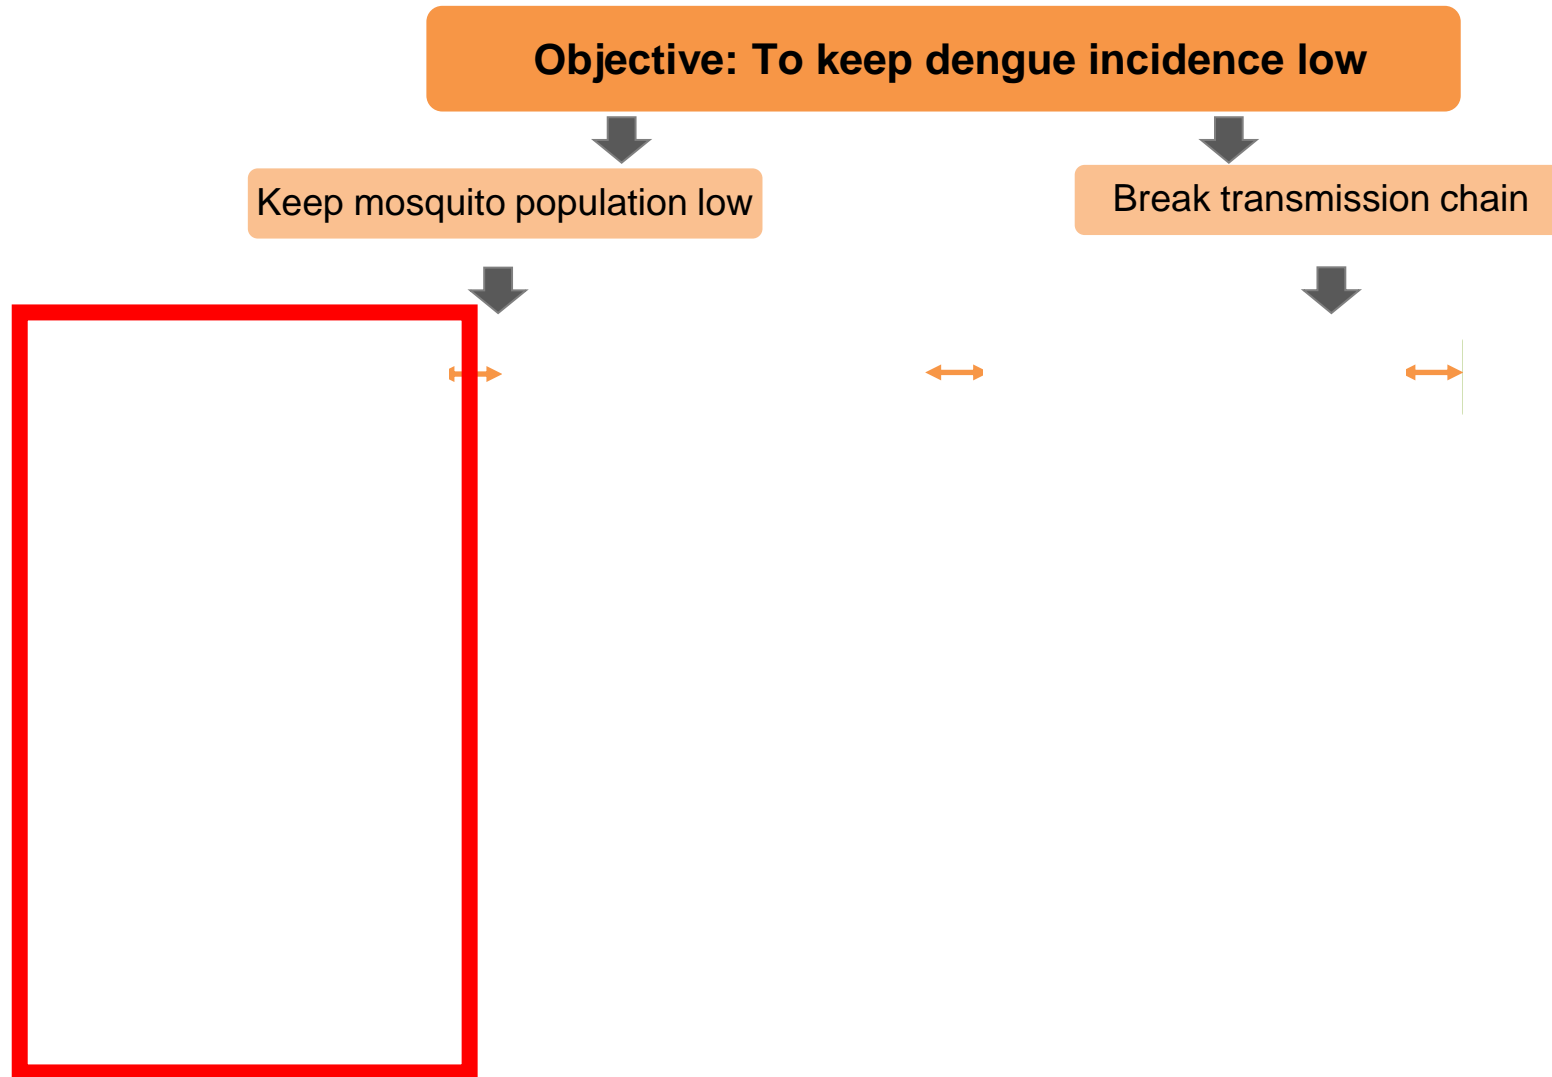 Objective: To keep dengue incidence low
Keep mosquito population low
Break transmission chain